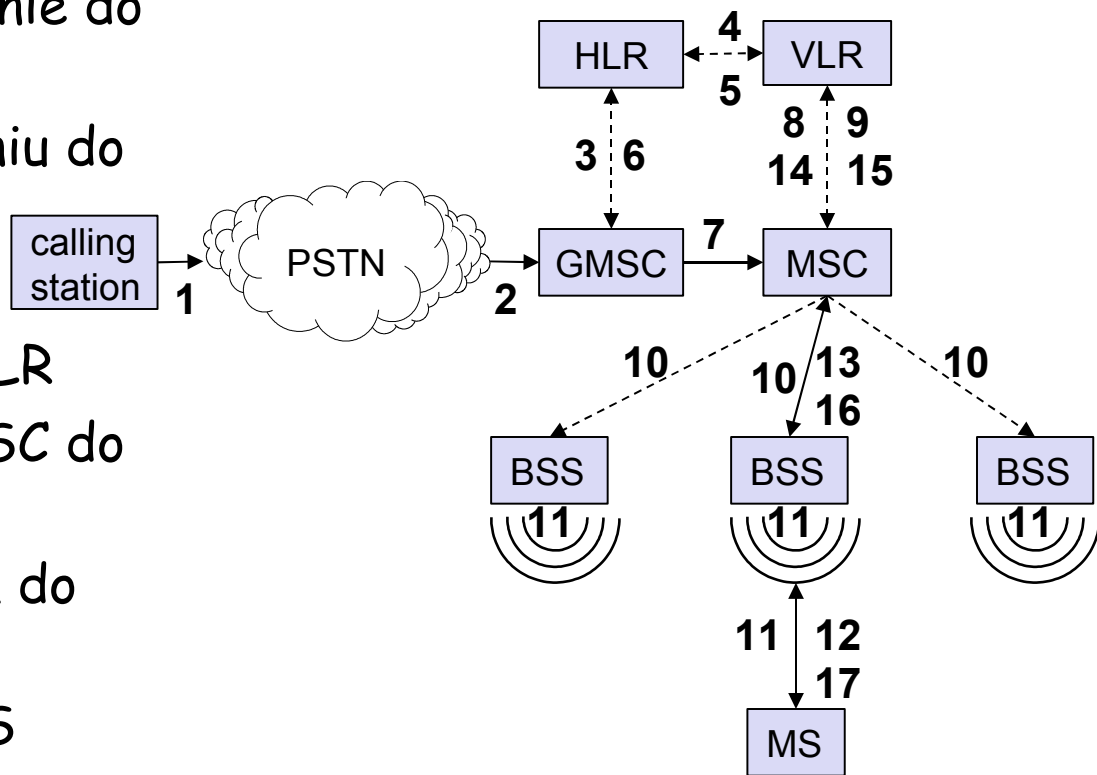 nie do
niu do
LR
SC do
do
S
4
HLR
VLR
5
8 9
3 6
14 15
calling
station
PSTN
7
GMSC
MSC
1
2
10
10
13
10
16
BSS
BSS
BSS
11
11
11
11
12
17
MS